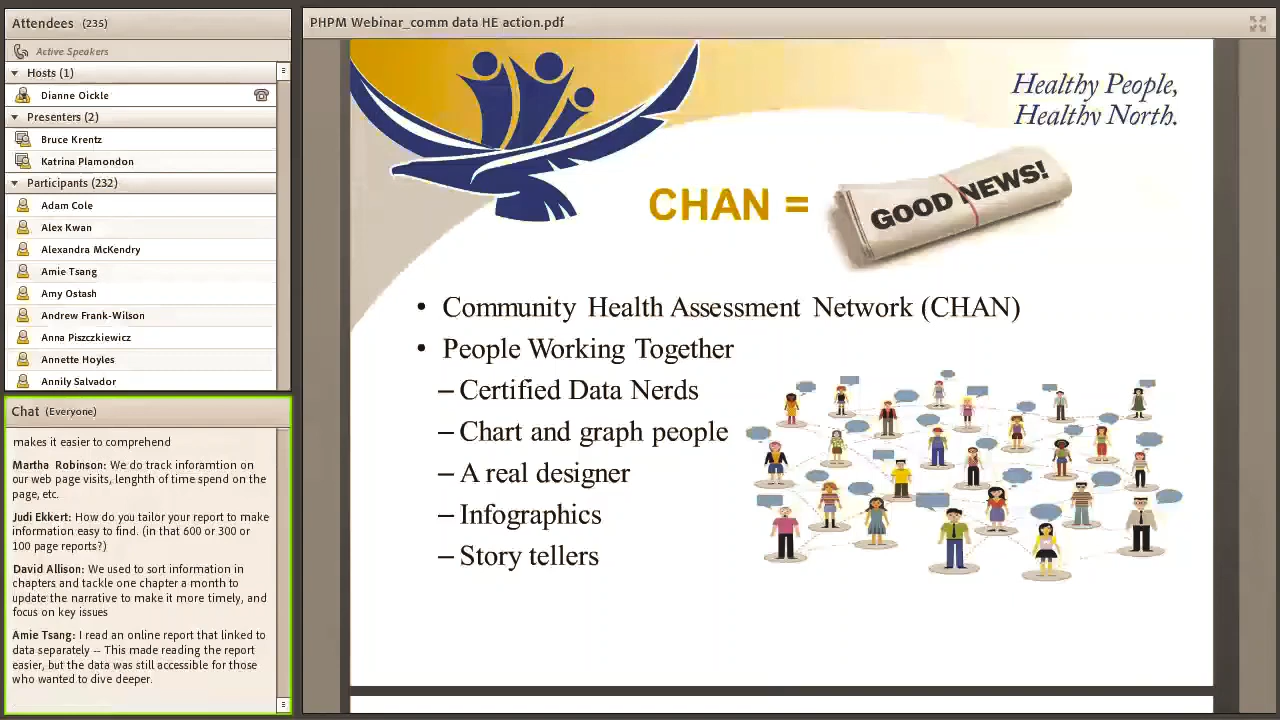 Attendees (235)
Active Speakers
Hosts (1)
Dianne Oickle
Presenters (2)
Bruce Krentz
Katrina Plamondon
Participants (232)
Adam Cole
Alex Kwan
Alexandra McKendry
Amie Tsang
Amy Ostash
Andrew Frank-Wilson
Anna Piszczkiewicz
Annette Hoyles
Annily Salvador
Chat (Everyone)
makes it easier to comprehend
Martha Robinson: We do track information on
our web page visits, lenghth of time spend on the
page, etc.
Judi Ekkert: How do you tailor your report to make
information easy to find. (in that 600 or 300 or
100 page reports?)
David Allison: We used to sort information in
chapters and tackle one chapter a month to
update the narrative to make it more timely, and
focus on key issues
Amie Tsang: I read an online report that linked to
data separately -- This made reading the report
easier, but the data was still accessible for those
who wanted to dive deeper.
PHPM Webinar_comm data HE action.pdf
Healthy People,
Healthy North.
CHAN =
GOOD NEWS!
• Community Health Assessment Network (CHAN)
• People Working Together
– Certified Data Nerds
– Chart and graph people
– A real designer
– Infographics
– Story tellers